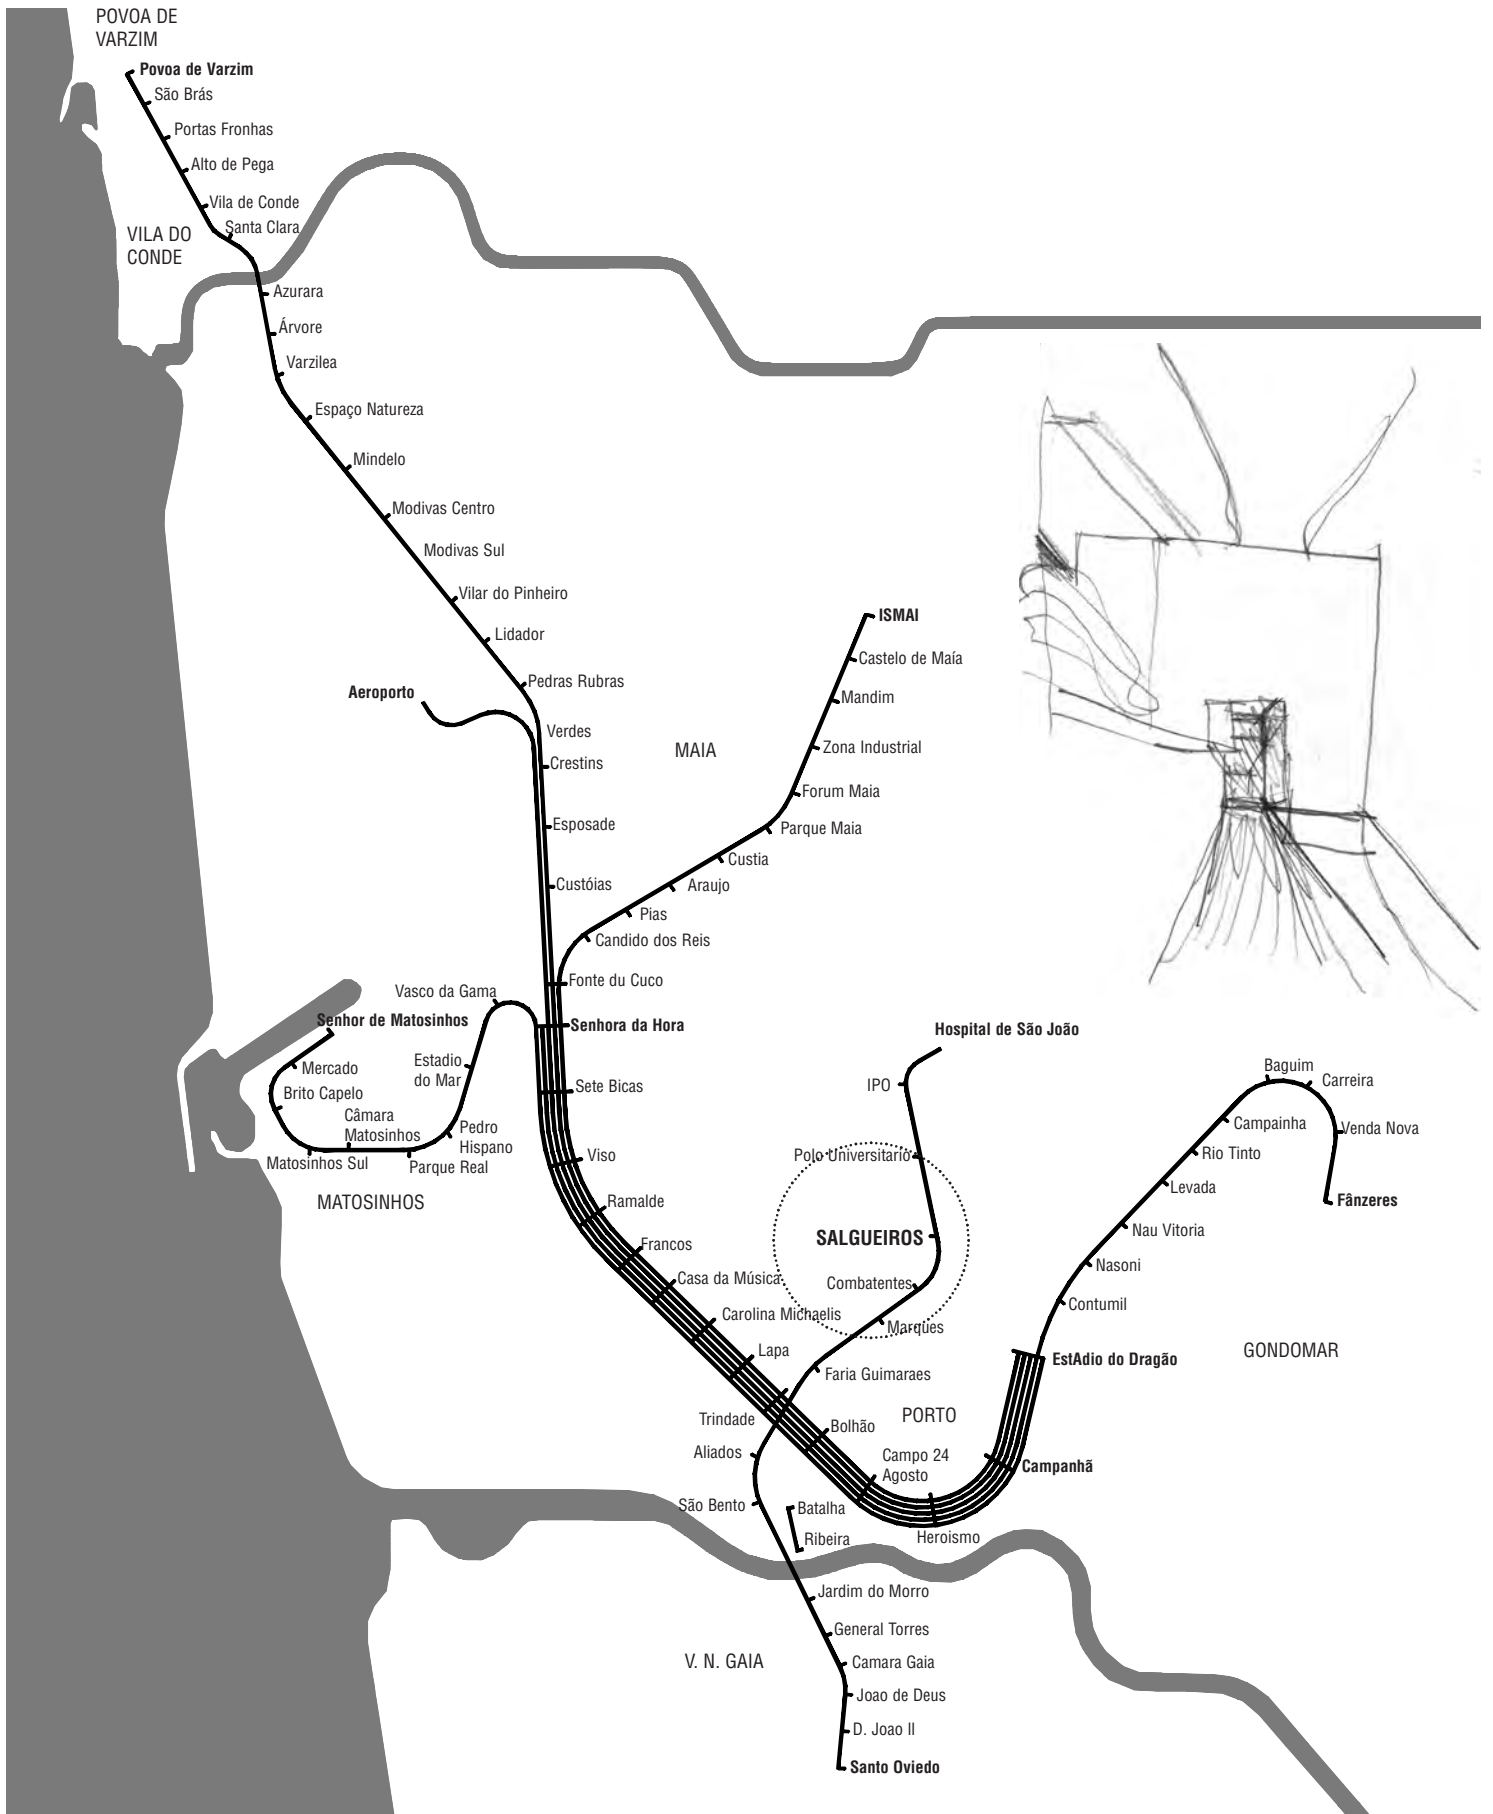 POVOA DE
VARZIM
Povoa de Varzim
São Brás
Portas Fronhas
Alto de Pega
Vila de Conde
Santa Clara
VILA DO
CONDE
Azurara
Árvore
Varzilea
Espaço Natureza
Mindelo
Modivas Centro
Modivas Sul
Vilar do Pinheiro
Lidador
Pedras Rubras
Aeroporto
Verdes
Crestins
Esposade
Custóias
MAIA
ISMAI
Castelo de Maía
Mandim
Zona Industrial
Forum Maia
Parque Maia
Custia
Araujo
Pias
Candido dos Reis
Fonte du Cuco
Vasco da Gama
Senhor de Matosinhos
Senhora da Hora
Mercado
Estadio
do Mar
Brito Capelo
Câmara
Matosinhos
Pedro
Hispano
Matosinhos Sul
Parque Real
MATOSINHOS
Sete Bicas
Viso
Ramalde
Francos
Casa da Música
Carolina Michaelis
Lapa
Trindade
Bolhão
Campo 24
Agosto
Heroismo
Campanhã
EstAdio do Dragão
Hospital de São João
IPO
Polo Universitario
SALGUEIROS
Combatentes
Marques
Faria Guimaraes
PORTO
Aliados
São Bento
Batalha
Ribeira
Jardim do Morro
General Torres
Camara Gaia
Joao de Deus
D. Joao II
Santo Oviedo
V. N. GAIA
Baguim
Carreira
Campainha
Venda Nova
Rio Tinto
Levada
Fânzeres
Nau Vitoria
Nasoni
Contumil
GONDOMAR